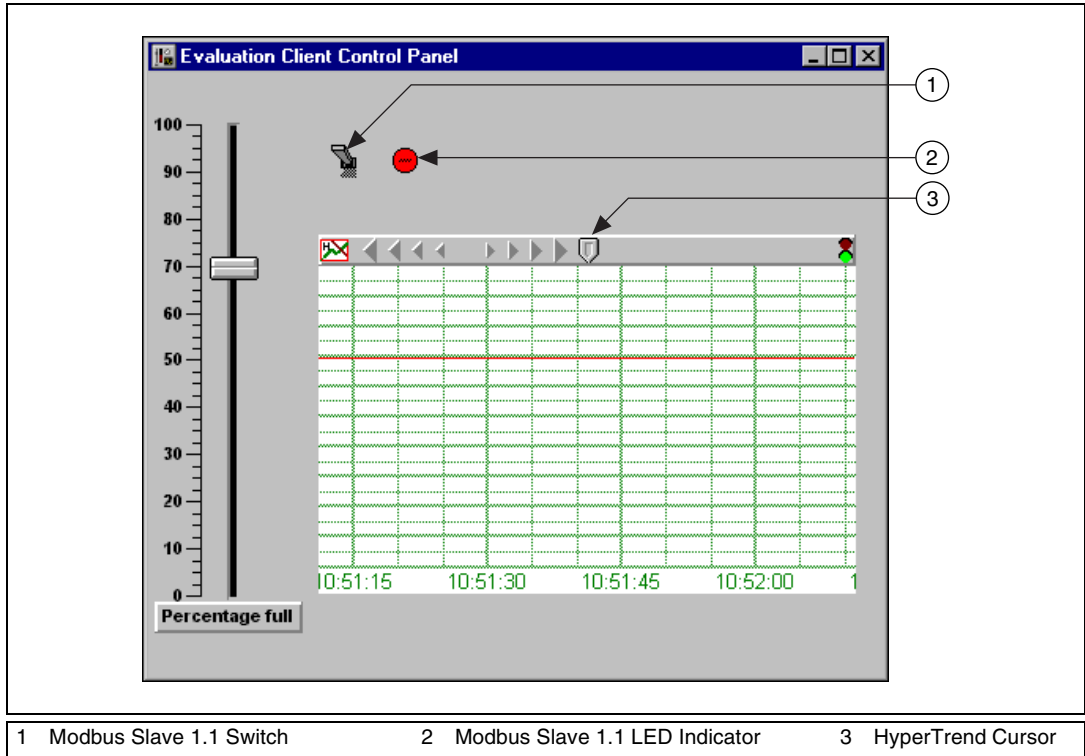 Evaluation Client Control Panel
1
2
3
100
90
80
70
60
50
40
30
20
10
0
H
10:51:15 10:51:30 10:51:45 10:52:00 1
Percentage full
1 Modbus Slave 1.1 Switch 2 Modbus Slave 1.1 LED Indicator 3 HyperTrend Cursor